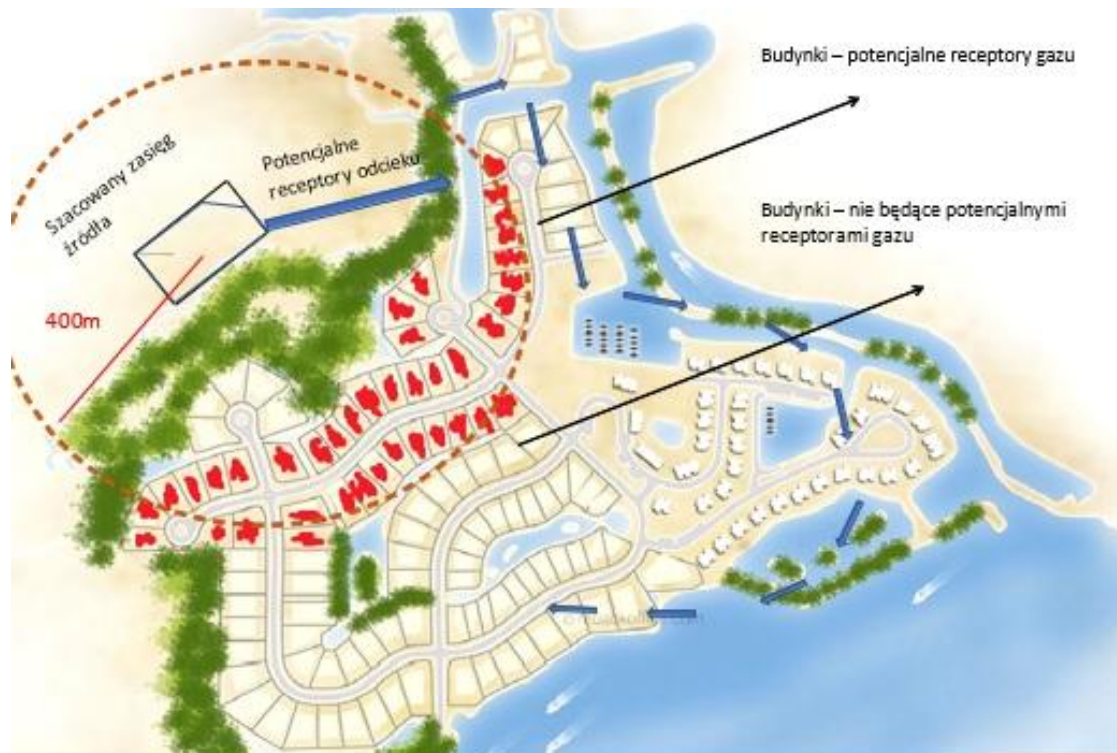 Budynki – potencjalne receptory gazu
Szacowany zasięg
źródła
Potencjalne
receptory odcieku
Budynki – nie będące potencjalnymi
receptorami gazu
400m